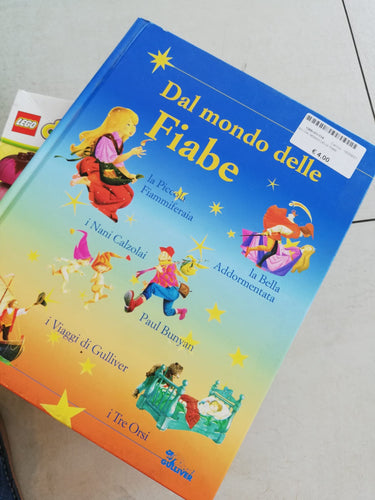 LEGO
Dal mondo delle
Fiabe
€ 4,00
la Piccola
Fiammiferaia
i Nani Calzolai
la Bella
Addormentata
Paul Bunyan
i Viaggi di Gulliver
i Tre Orsi
GULLIVER